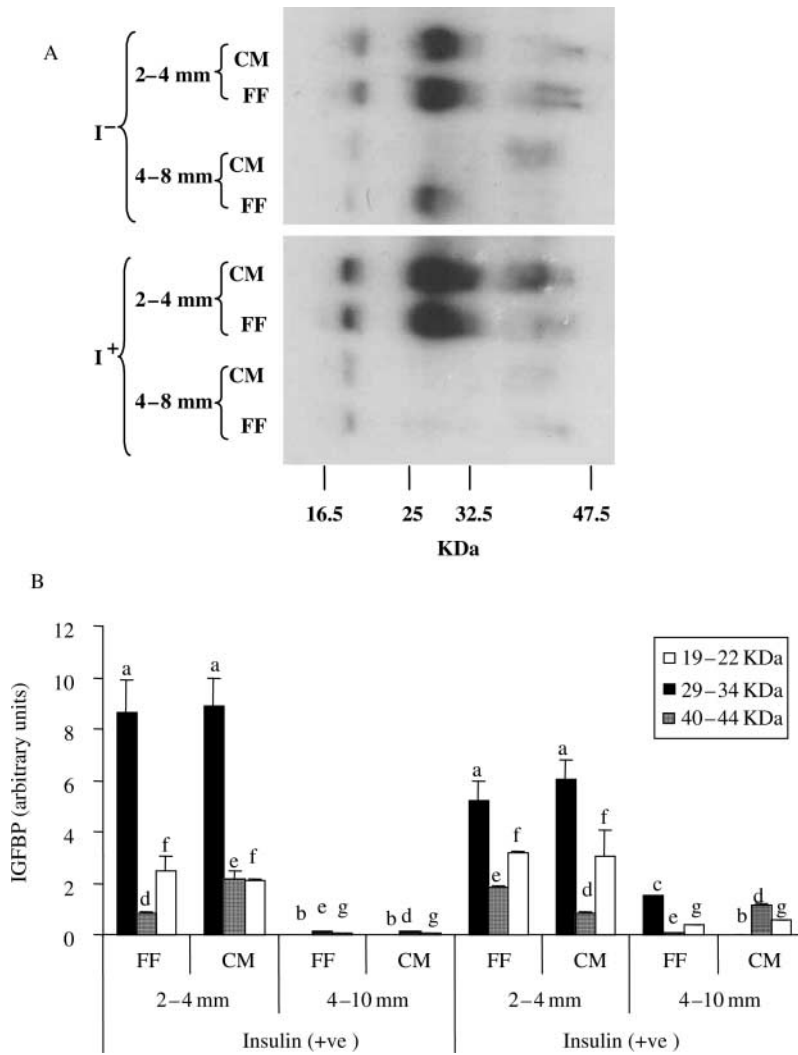 A
I–
2–4 mm
CM
FF
4–8 mm
CM
FF
I+
2–4 mm
CM
FF
4–8 mm
CM
FF
16.5 25 32.5 47.5
KDa
B
IGFBP (arbitrary units)
12
10
8
6
4
2
0
19–22 KDa
29–34 KDa
40–44 KDa
a d f a e f b e g b d g a e f a d f c e g b d g
FF CM FF CM FF CM FF CM
2–4 mm 4–10 mm 2–4 mm 4–10 mm
Insulin (+ve) Insulin (+ve)